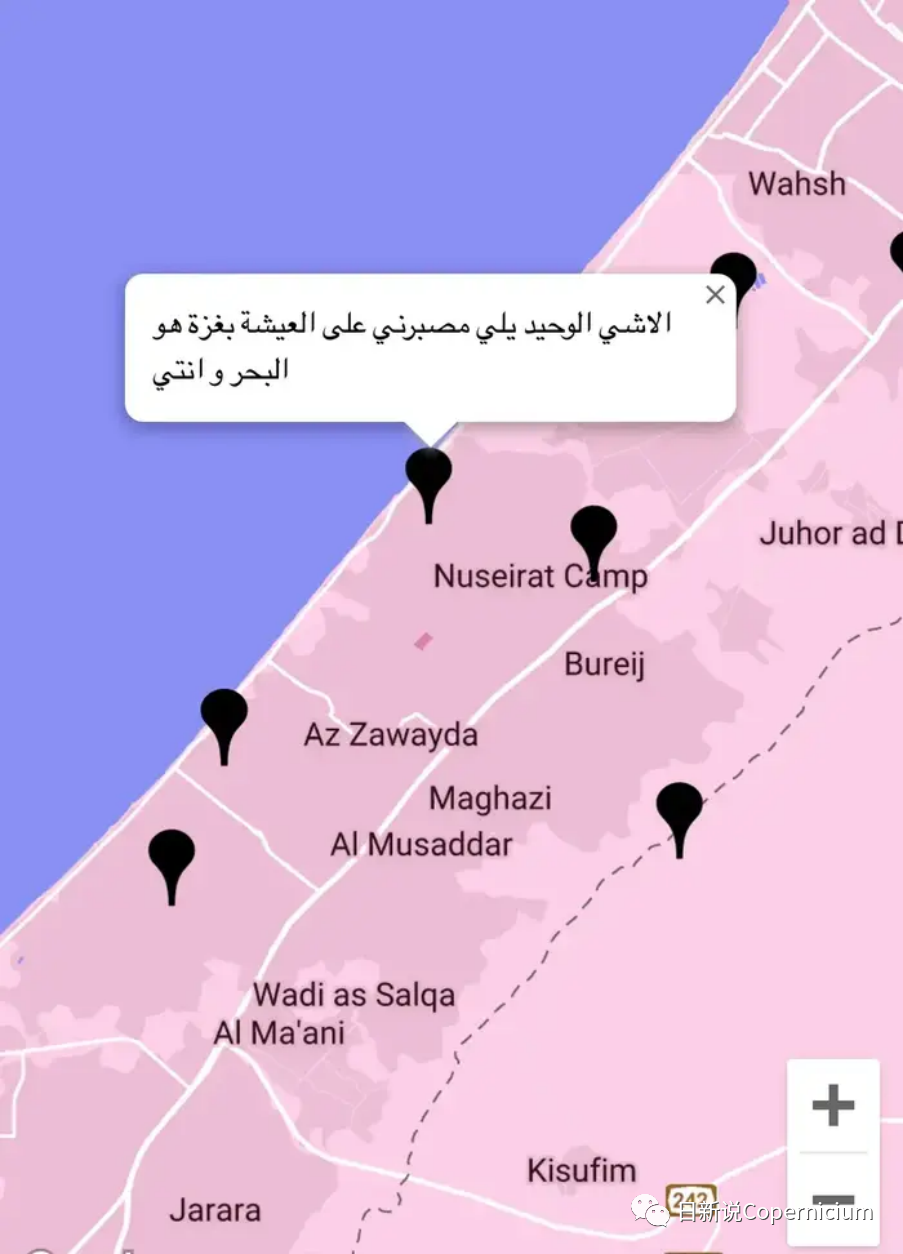 Wahsh
×
الاشي الوحيد يلي مصبرني على العيشة بغزة هو
البحر و انتي
Juhor ad D
Nuseirat Camp
Bureij
Az Zawayda
Maghazi
Al Musaddar
Wadi as Salqa
Al Ma'ani
+
Kisufim
242
−
日新说Copernicium
Jarara